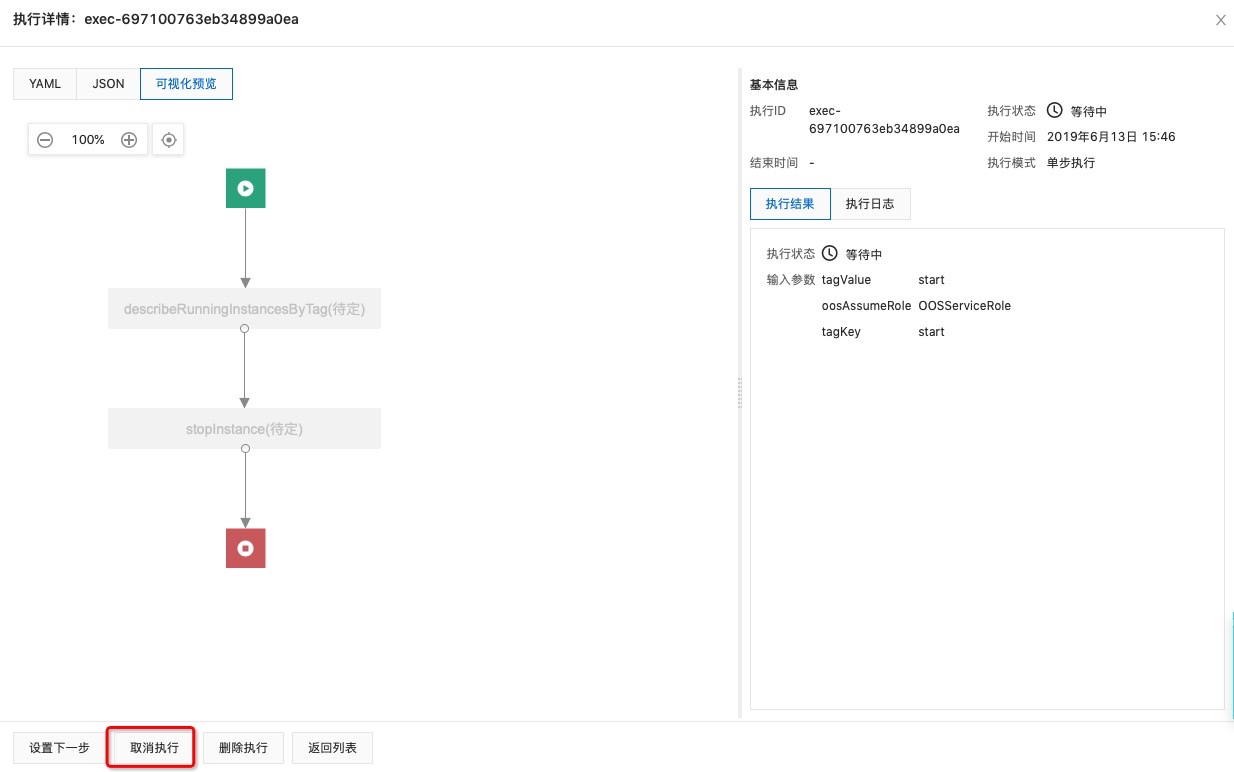 执行详情：exec-697100763eb34899a0ea
YAML JSON 可视化预览
100%
describeRunningInstancesByTag(待定)
stopInstance(待定)
基本信息
执行ID exec-697100763eb34899a0ea 执行状态 等待中
开始时间 2019年6月13日 15:46
结束时间 - 执行模式 单步执行
执行结果 执行日志
执行状态 等待中
输入参数 tagValue start
oosAssumeRole OOSServiceRole
tagKey start
设置下一步 取消执行 删除执行 返回列表